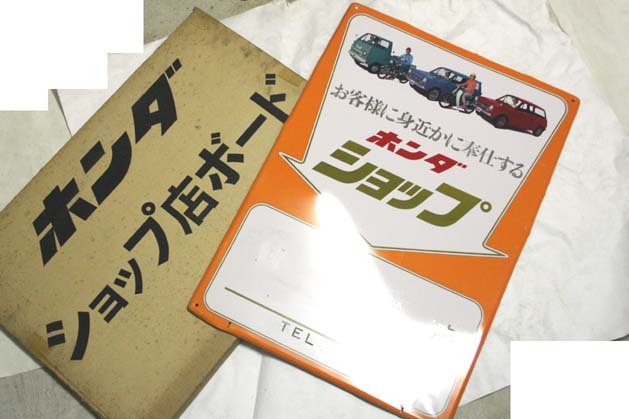 ホンダ
ショップ店ボード
お客様に身近かに奉仕する
ホンダ
ショップ
TEL